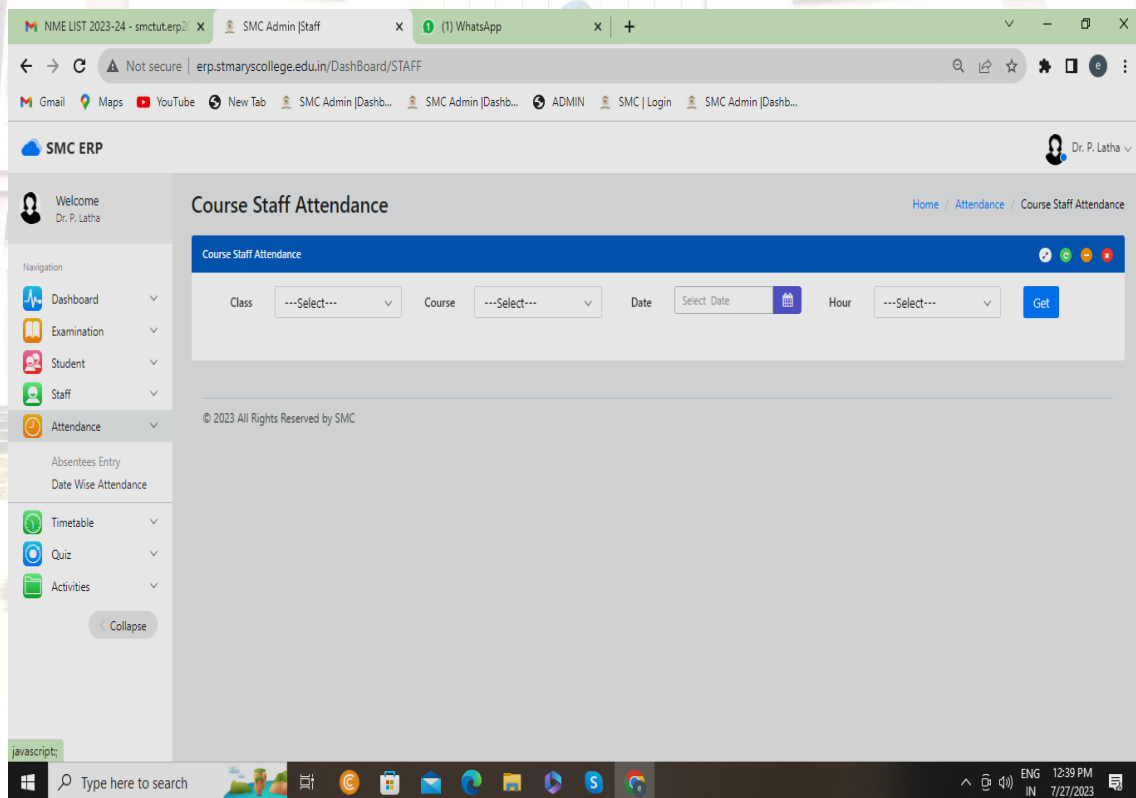 NME LIST 2023-24 - smctut.erp2
SMC Admin |Staff
(1) WhatsApp
Not secure | erp.stmaryscollege.edu.in/DashBoard/STAFF
Gmail Maps YouTube New Tab SMC Admin |Dashb... SMC Admin |Dashb... ADMIN SMC | Login SMC Admin |Dashb...
SMC ERP
Dr. P. Latha
Welcome
Dr. P. Latha
Course Staff Attendance
Home / Attendance / Course Staff Attendance
Navigation
Dashboard
Examination
Student
Staff
Attendance
Absentees Entry
Date Wise Attendance
Timetable
Quiz
Activities
Collapse
Course Staff Attendance
Class ---Select--- Course ---Select--- Date Select Date Hour ---Select--- Get
© 2023 All Rights Reserved by SMC
javascript:;
Type here to search
ENG 12:39 PM
IN 7/27/2023